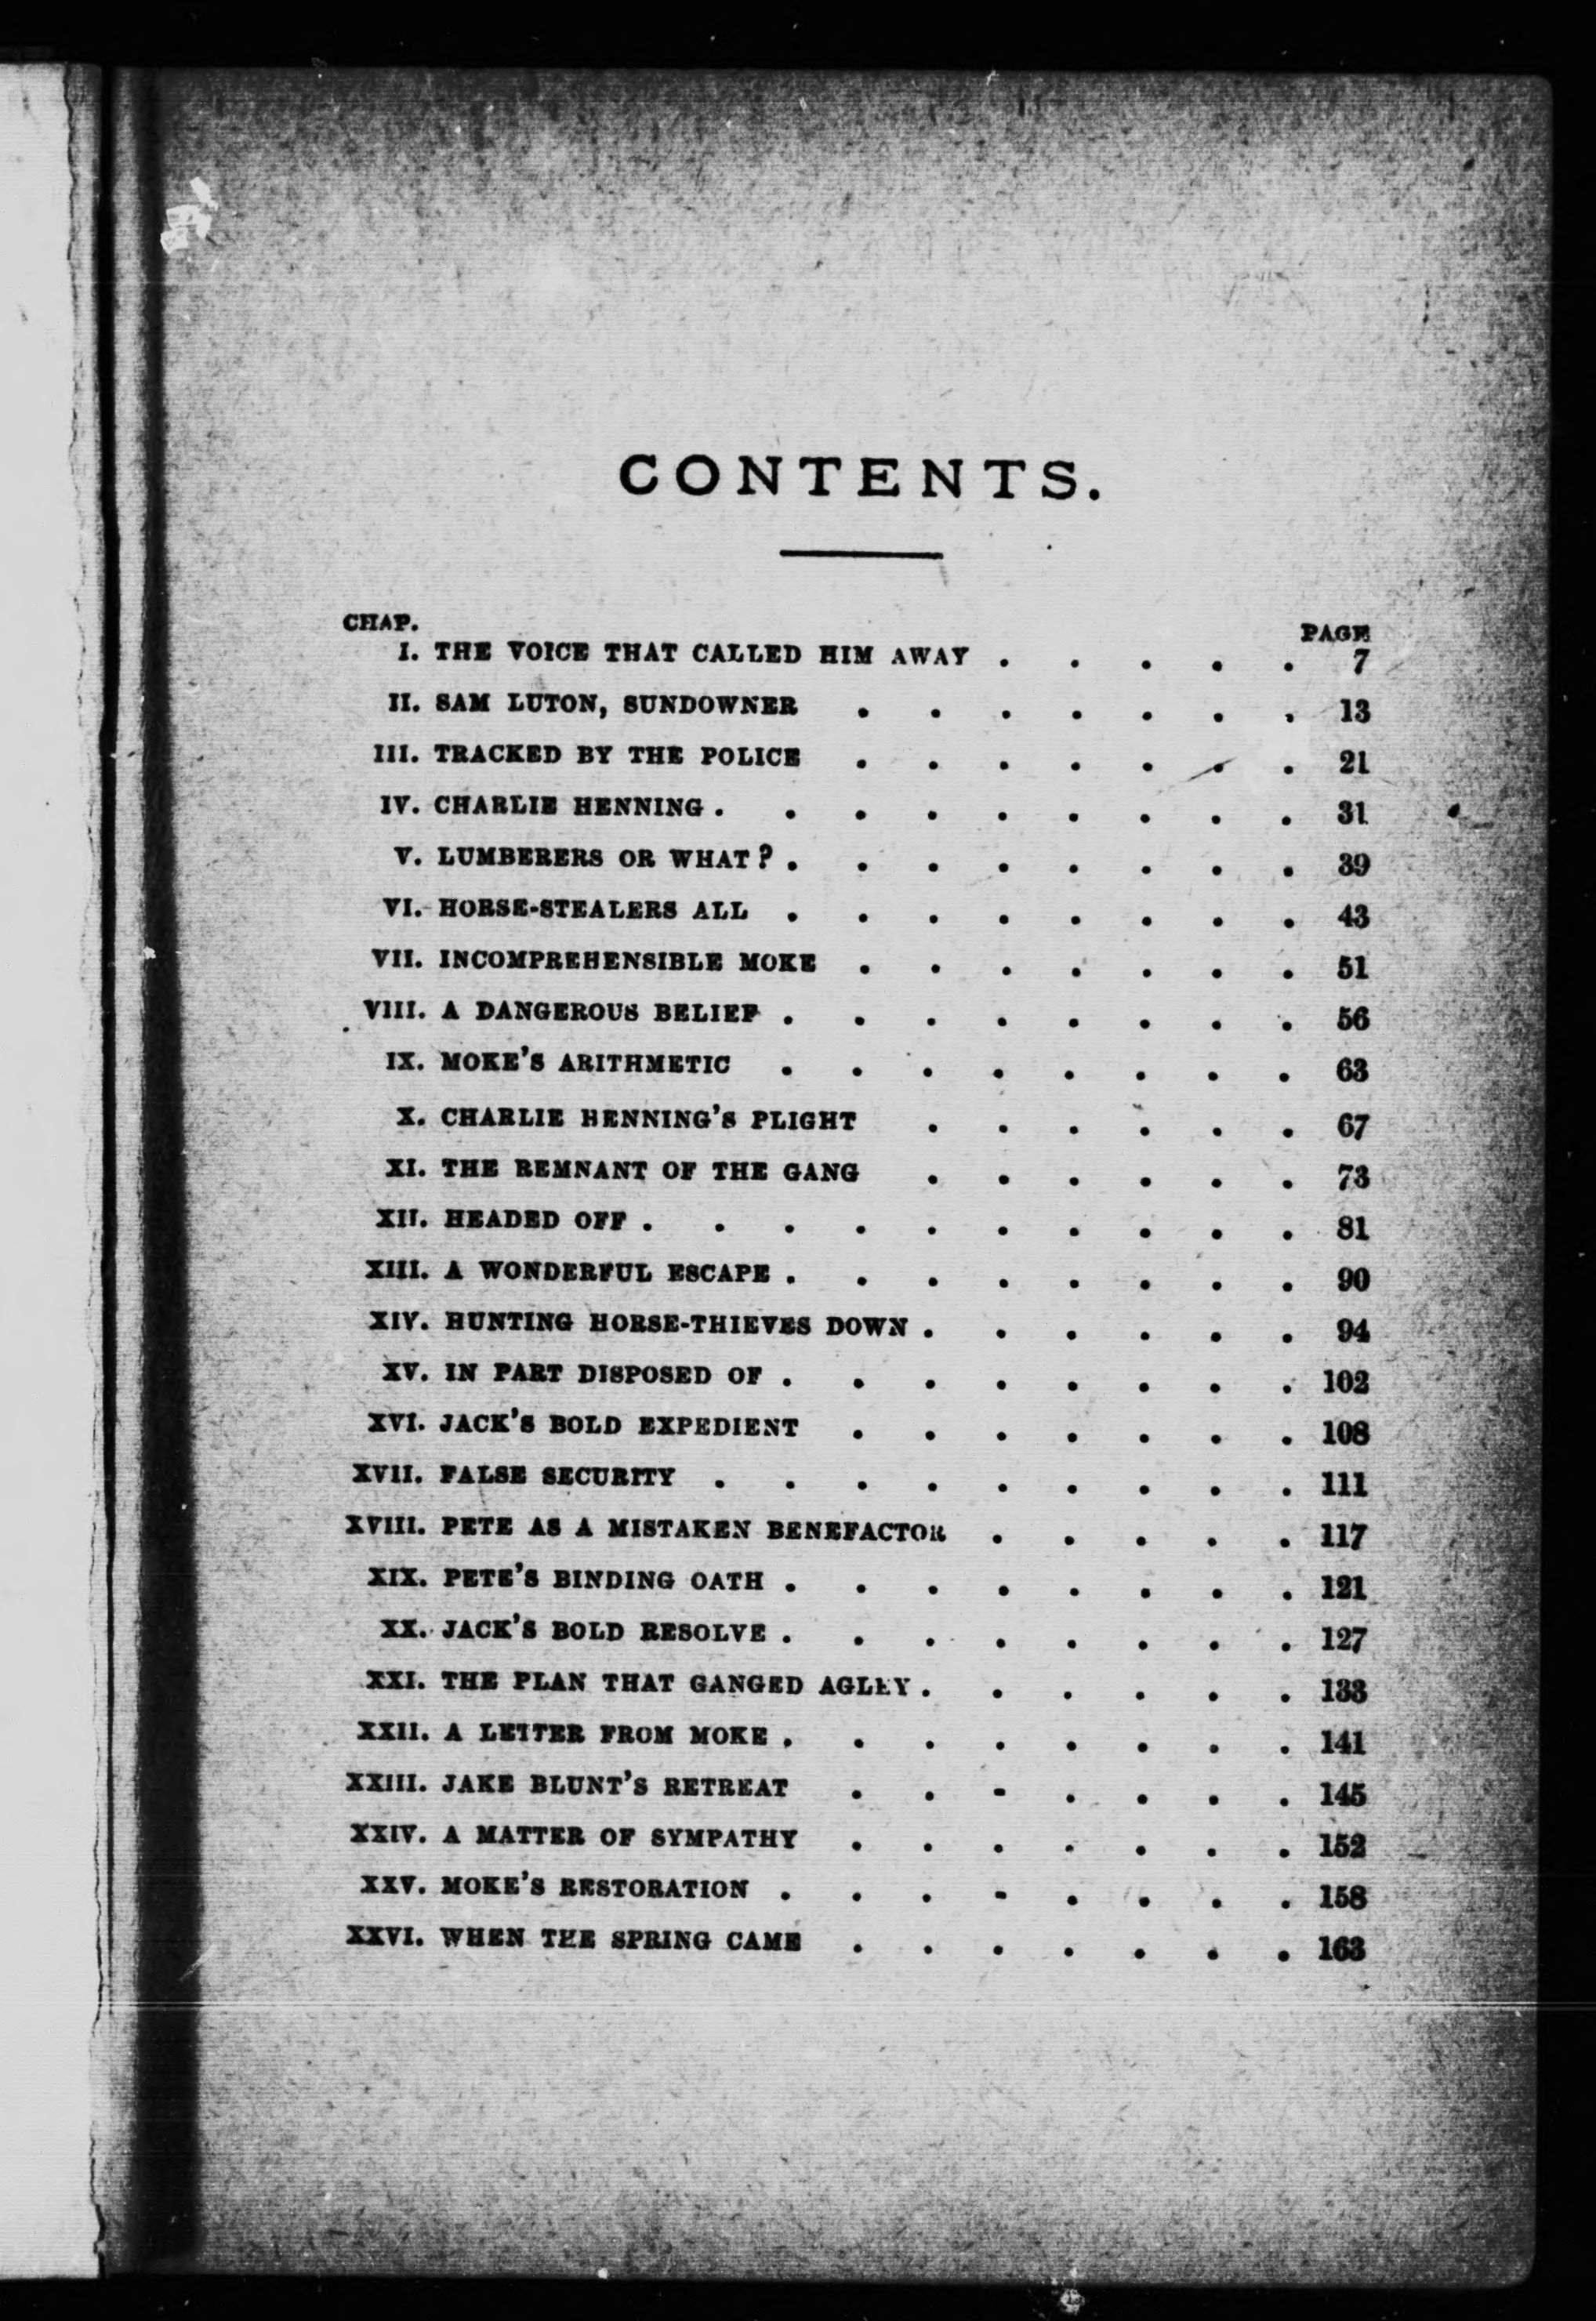 CONTENTS.
CHAP. PAGE
I. THE VOICE THAT CALLED HIM AWAY . . . . . 7
II. SAM LUTON, SUNDOWNER . . . . . . . 13
III. TRACKED BY THE POLICE . . . . . . . 21
IV. CHARLIE HENNING . . . . . . . . . 31
V. LUMBERERS OR WHAT? . . . . . . . . 39
VI. HORSE-STEALERS ALL . . . . . . . . 43
VII. INCOMPREHENSIBLE MOKE . . . . . . . 51
VIII. A DANGEROUS BELIEF . . . . . . . . 56
IX. MOKE'S ARITHMETIC . . . . . . . . 63
X. CHARLIE HENNING'S PLIGHT . . . . . . 67
XI. THE REMNANT OF THE GANG . . . . . . 73
XII. HEADED OFF . . . . . . . . . . 81
XIII. A WONDERFUL ESCAPE . . . . . . . . 90
XIV. HUNTING HORSE-THIEVES DOWN . . . . . . 94
XV. IN PART DISPOSED OF . . . . . . . . 102
XVI. JACK'S BOLD EXPEDIENT . . . . . . . 108
XVII. FALSE SECURITY . . . . . . . . . 111
XVIII. PETE AS A MISTAKEN BENEFACTOR . . . . . 117
XIX. PETE'S BINDING OATH . . . . . . . . 121
XX. JACK'S BOLD RESOLVE . . . . . . . . 127
XXI. THE PLAN THAT GANGED AGLEY . . . . . . 133
XXII. A LETTER FROM MOKE . . . . . . . . 141
XXIII. JAKE BLUNT'S RETREAT . . . . . . . 145
XXIV. A MATTER OF SYMPATHY . . . . . . . 152
XXV. MOKE'S RESTORATION . . . . . . . . 158
XXVI. WHEN THE SPRING CAME . . . . . . . 163